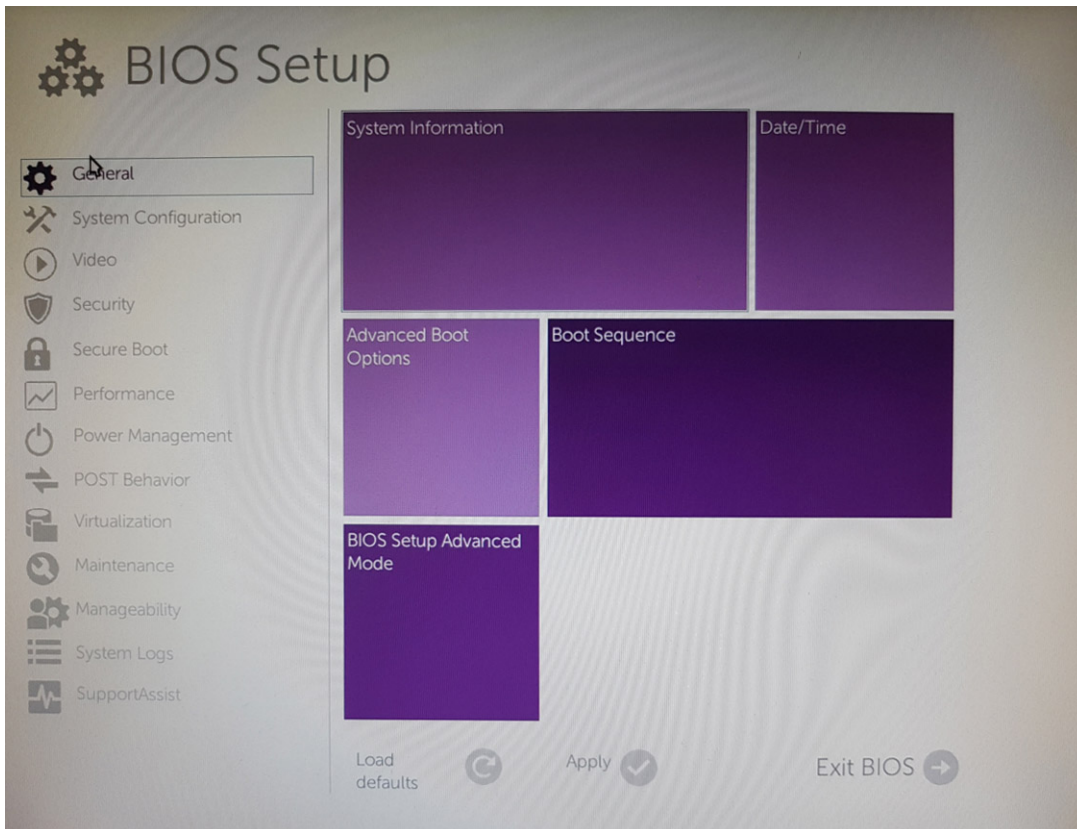 BIOS Setup
General
System Configuration
Video
Security
Secure Boot
Performance
Power Management
POST Behavior
Virtualization
Maintenance
Manageability
System Logs
SupportAssist
System Information
Date/Time
Advanced Boot
Options
Boot Sequence
BIOS Setup Advanced
Mode
Load
defaults
Apply
Exit BIOS